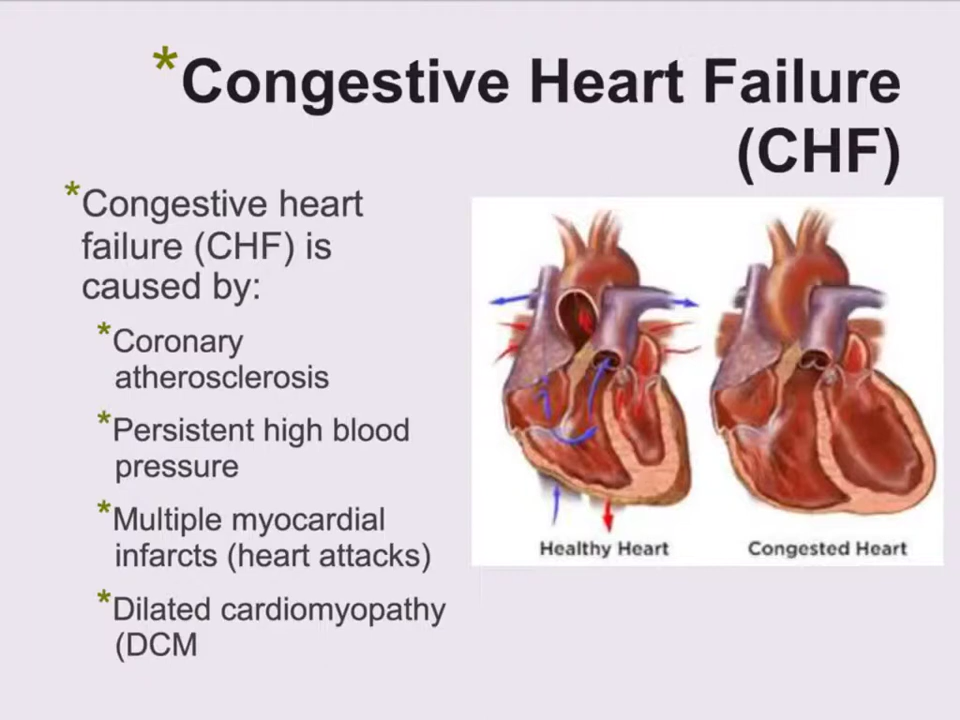 *Congestive Heart Failure
(CHF)
*Congestive heart
failure (CHF) is
caused by:
*Coronary
atherosclerosis
*Persistent high blood
pressure
*Multiple myocardial
infarcts (heart attacks)
*Dilated cardiomyopathy
(DCM
Healthy Heart
Congested Heart